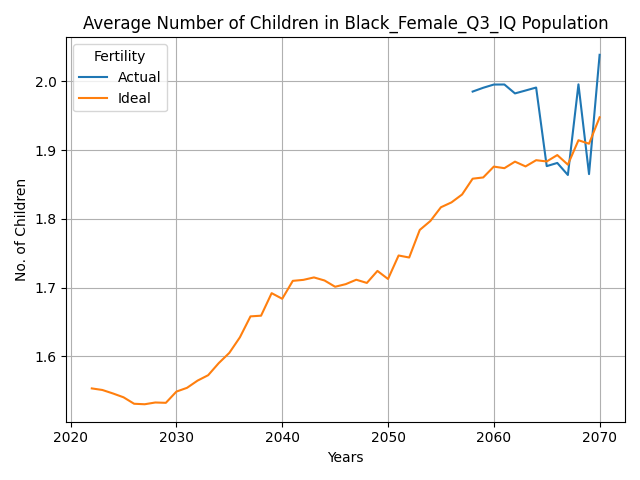 Average Number of Children in Black_Female_Q3_IQ Population
Fertility
Actual
Ideal
No. of Children
2.0
1.9
1.8
1.7
1.6
2020 2030 2040 2050 2060 2070
Years